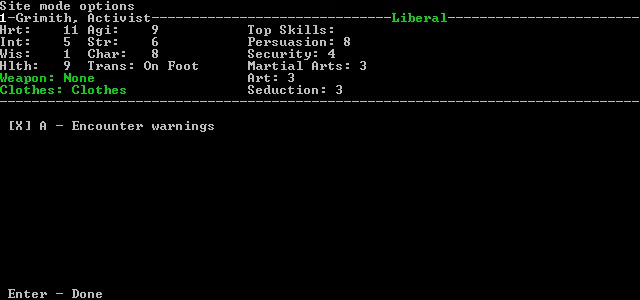 Site mode options
1-Grimith, Activist Liberal
Hrt: 11 Agi: 9 Top Skills:
Int: 5 Str: 6 Persuasion: 8
Wis: 1 Char: 8 Security: 4
Hlth: 9 Trans: On Foot Martial Arts: 3
Weapon: None Art: 3
Clothes: Clothes Seduction: 3
[X] A - Encounter warnings
Enter - Done